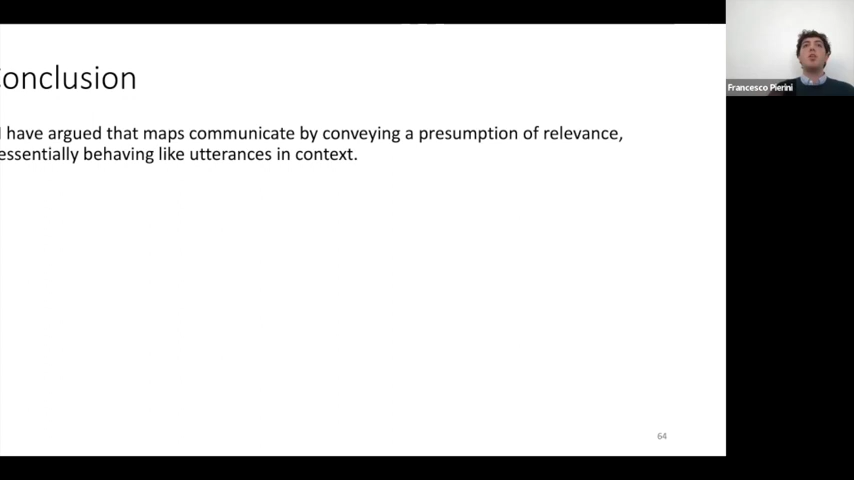 onclusion
I have argued that maps communicate by conveying a presumption of relevance,
essentially behaving like utterances in context.
64
Francesco Pierini